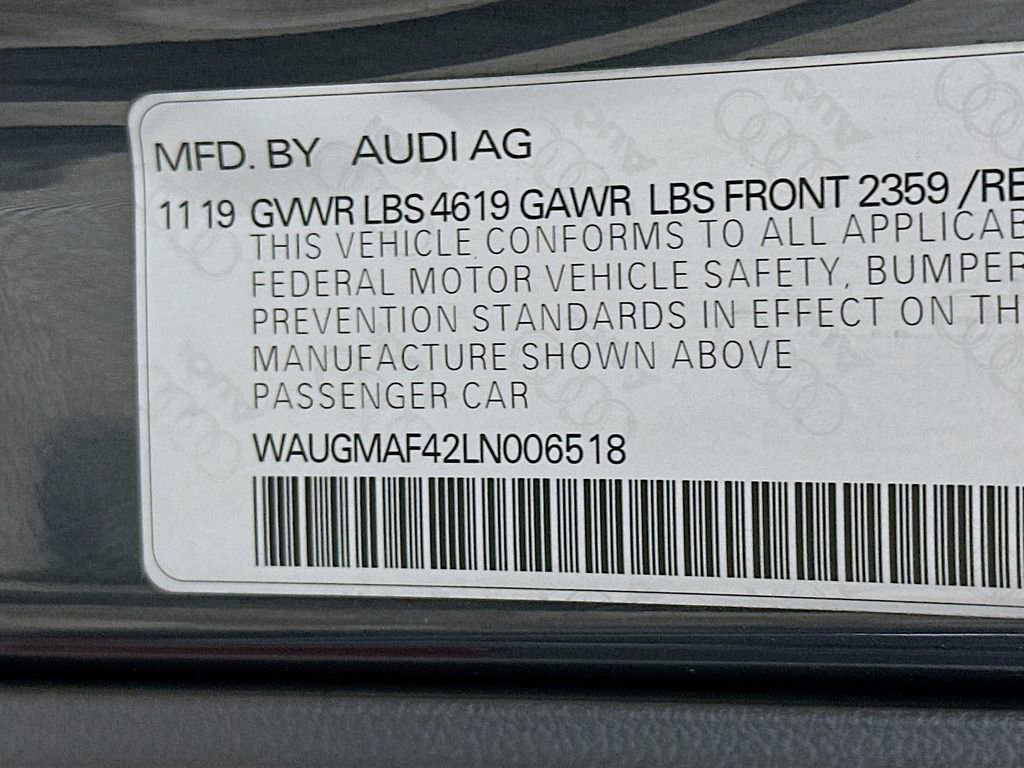 MFD. BY AUDI AG
11 19 GVWR LBS 4619 GAWR LBS FRONT 2359 /RE
THIS VEHICLE CONFORMS TO ALL APPLICAB
FEDERAL MOTOR VEHICLE SAFETY, BUMPER
PREVENTION STANDARDS IN EFFECT ON TH
MANUFACTURE SHOWN ABOVE
PASSENGER CAR
WAUGMAF42LN006518